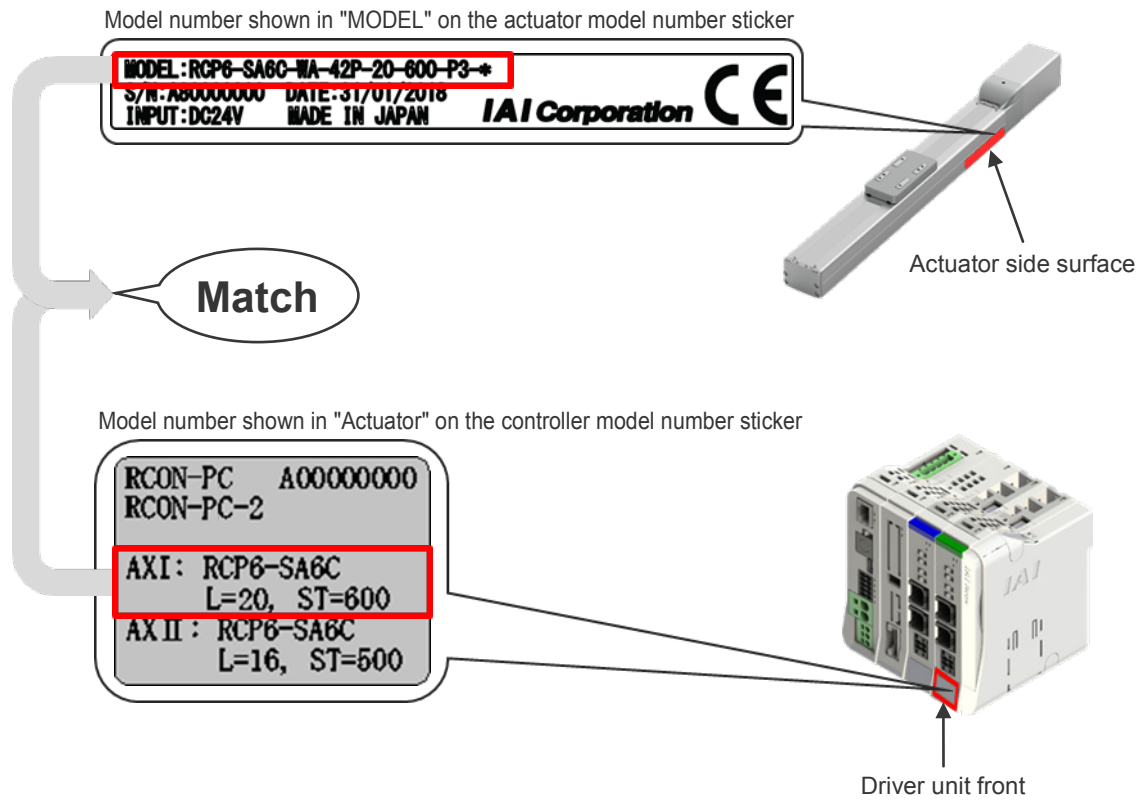 Model number shown in "MODEL" on the actuator model number sticker
MODEL:RCP6-SA6C-WA-42P-20-600-P3-*
S/N:A80000000 DATE:31/01/2018
INPUT:DC24V MADE IN JAPAN IAI Corporation CE
Actuator side surface
Match
Model number shown in "Actuator" on the controller model number sticker
RCON-PC A00000000
RCON-PC-2
AXI: RCP6-SA6C
L=20, ST=600
AXII: RCP6-SA6C
L=16, ST=500
IAI
Driver unit front